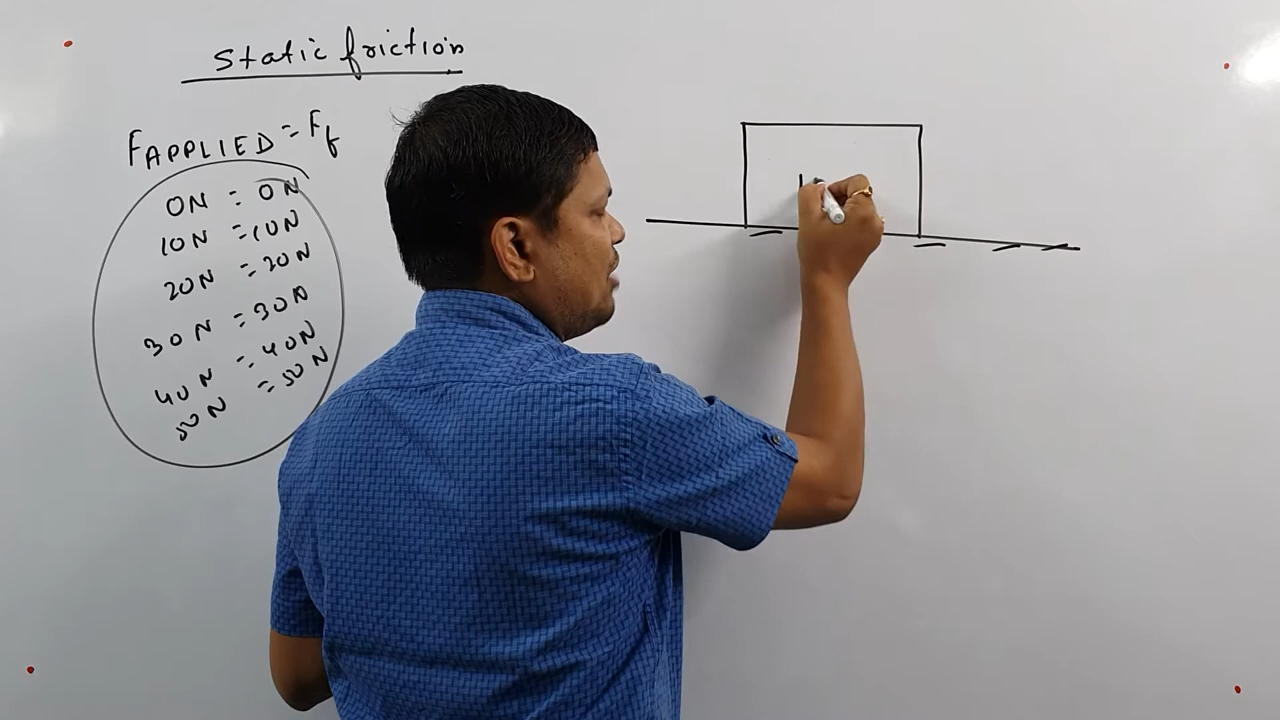 Static friction
FAPPLIED = Ff
0N = 0N
10N = 10N
20N = 20N
30N = 30N
40N = 40N
50N = 50N